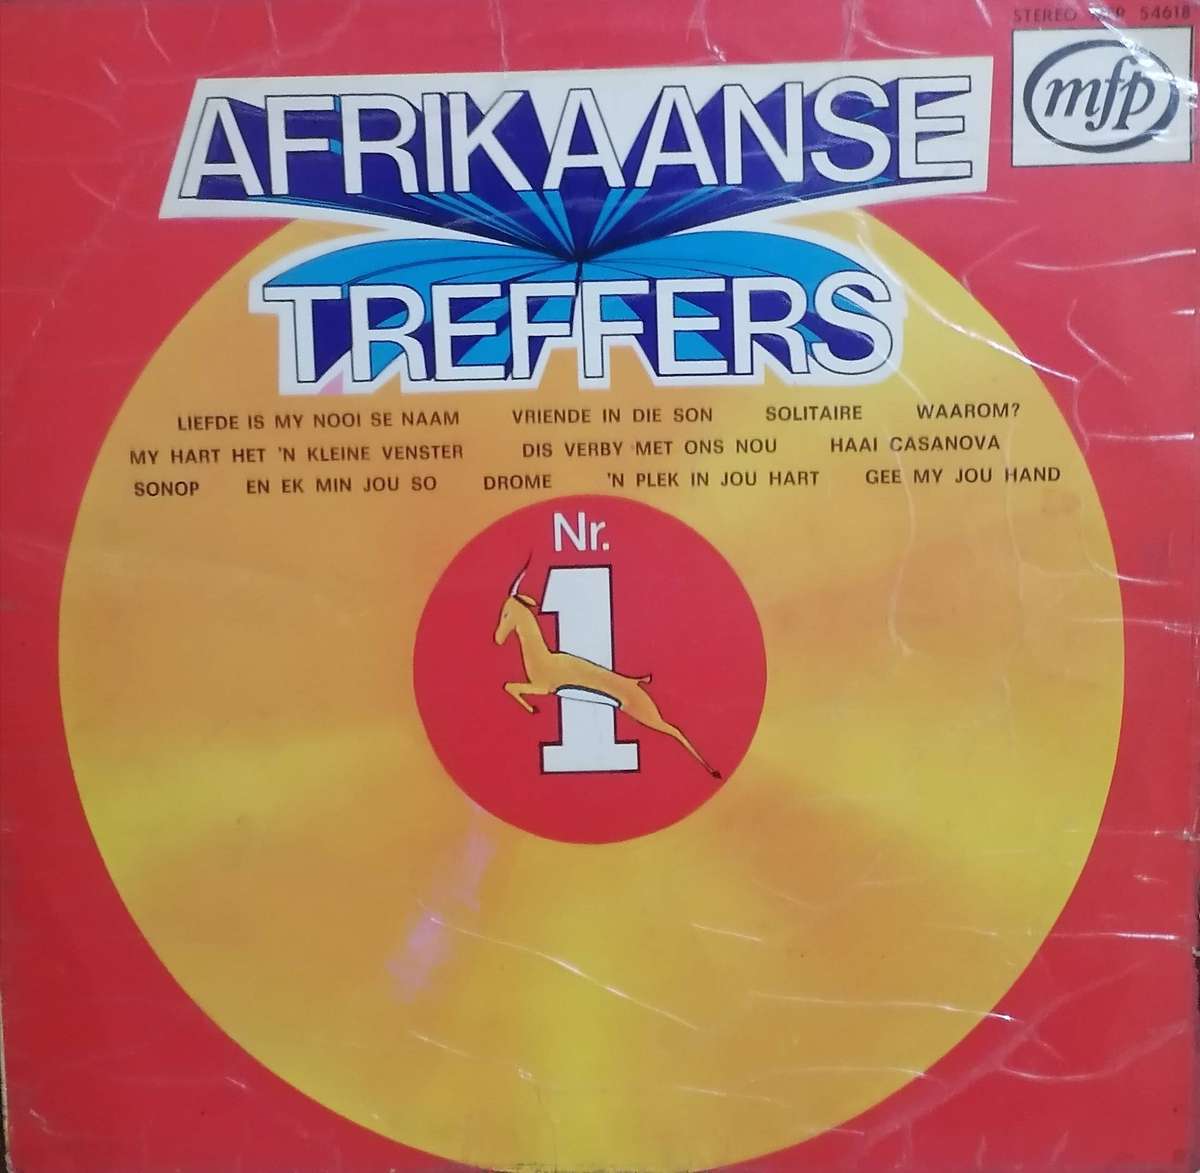 STEREO 54618
mfp
AFRIKAANSE
TREFFERS
LIEFDE IS MY NOOI SE NAAM VRIENDE IN DIE SON SOLITAIRE WAAROM?
MY HART HET 'N KLEINE VENSTER DIS VERBY MET ONS NOU HAAI CASANOVA
SONOP EN EK MIN JOU SO DROME 'N PLEK IN JOU HART GEE MY JOU HAND
Nr.
1